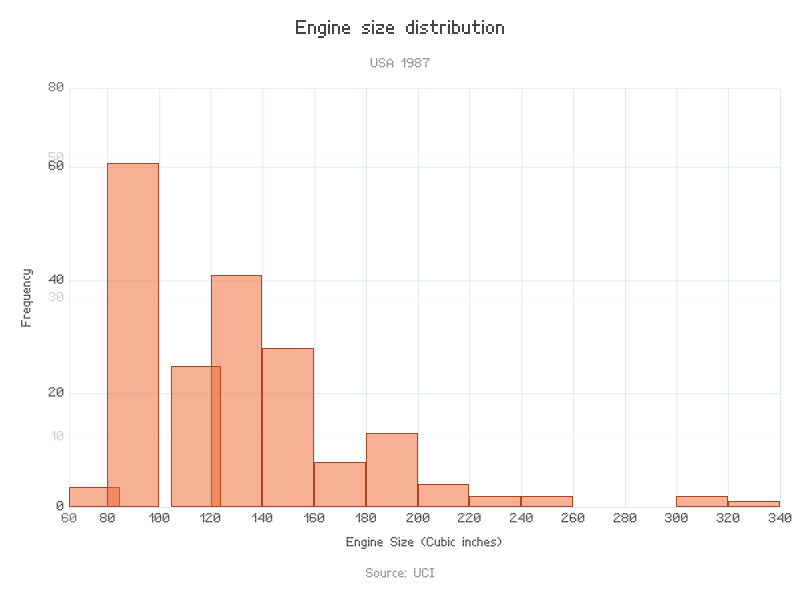 Engine size distribution
USA 1987
80
50
60
40
30
20
10
0
60 80 100 120 140 160 180 200 220 240 260 280 300 320 340
Frequency
Engine Size (Cubic inches)
Source: UCI